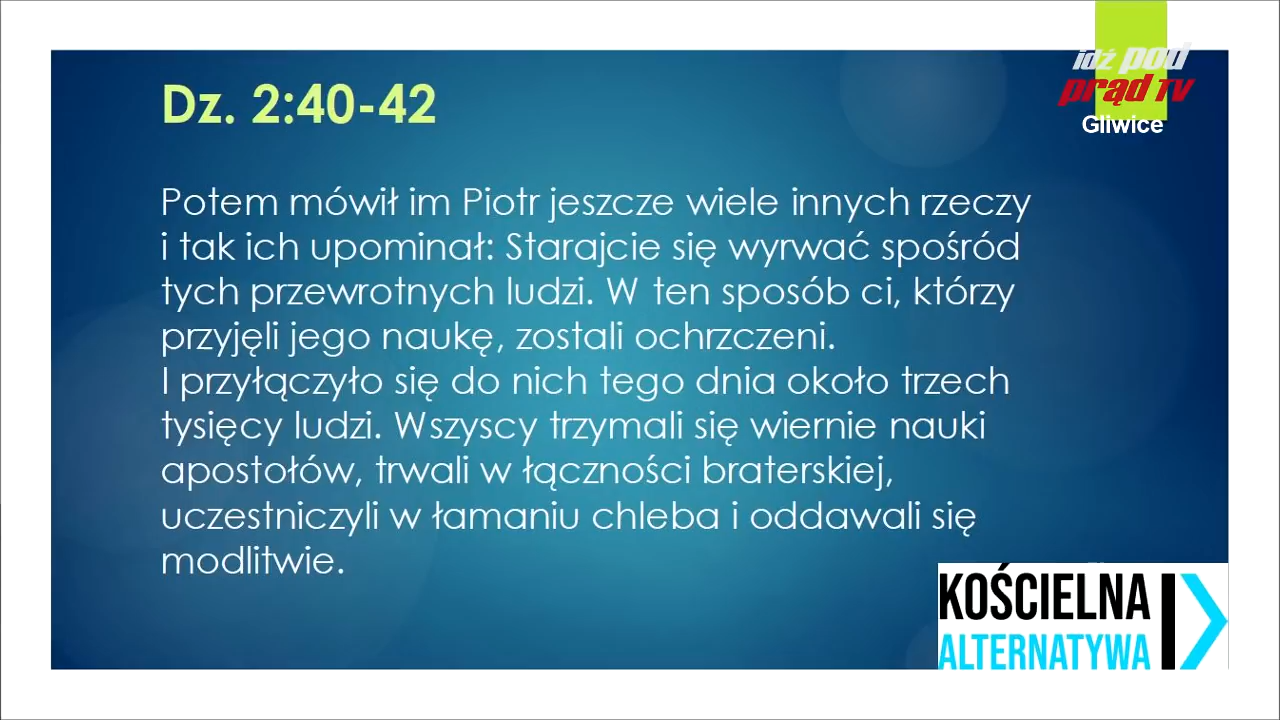 idź pod
prąd TV
Gliwice
Dz. 2:40-42
Potem mówił im Piotr jeszcze wiele innych rzeczy
i tak ich upominał: Starajcie się wyrwać spośród
tych przewrotnych ludzi. W ten sposób ci, którzy
przyjęli jego naukę, zostali ochrzczeni.
I przyłączyło się do nich tego dnia około trzech
tysięcy ludzi. Wszyscy trzymali się wiernie nauki
apostołów, trwali w łączności braterskiej,
uczestniczyli w łamaniu chleba i oddawali się
modlitwie.
KOŚCIELNA
ALTERNATYWA